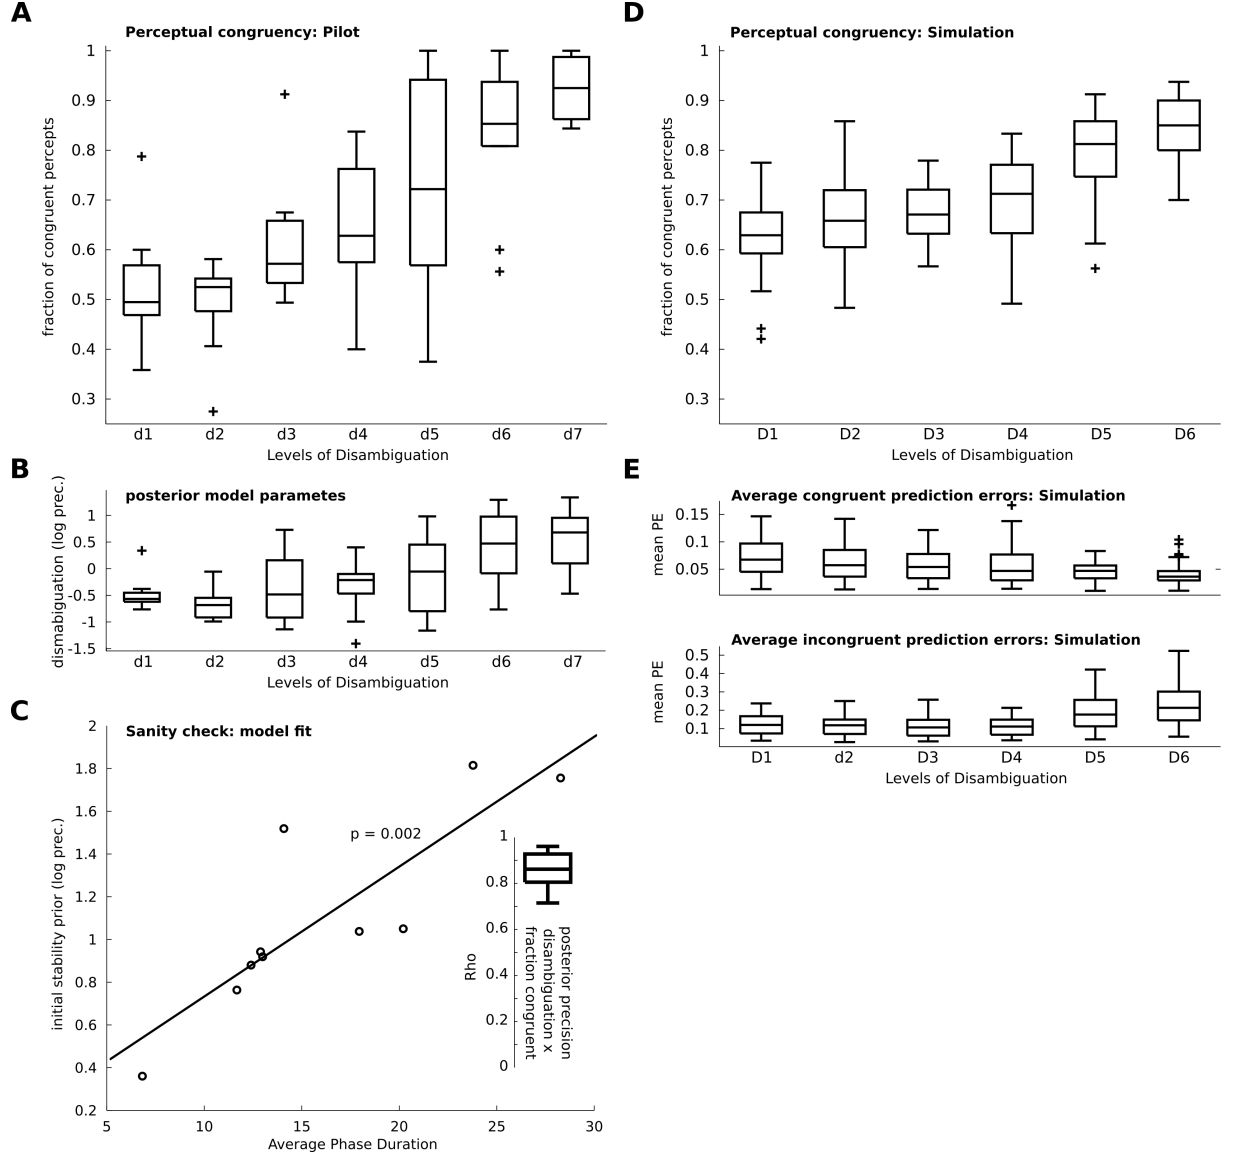 A
Perceptual congruency: Pilot
fraction of congruent percepts
1
0.9
0.8
0.7
0.6
0.5
0.4
0.3
d1 d2 d3 d4 d5 d6 d7
Levels of Disambiguation
B
posterior model parametes
dismabiguation (log prec.)
1
0.5
0
-0.5
-1
-1.5
d1 d2 d3 d4 d5 d6 d7
Levels of Disambiguation
C
Sanity check: model fit
initial stability prior (log prec.)
2
1.8
1.6
1.4
1.2
1
0.8
0.6
0.4
0.2
p = 0.002
5 10 15 20 25 30
Average Phase Duration
Rho
1
0.8
0.6
0.4
0.2
0
posterior precision
disambiguation x
fraction congruent
D
Perceptual congruency: Simulation
fraction of congruent percepts
1
0.9
0.8
0.7
0.6
0.5
0.4
0.3
D1 D2 D3 D4 D5 D6
Levels of Disambiguation
E
Average congruent prediction errors: Simulation
mean PE
0.15
0.1
0.05
Average incongruent prediction errors: Simulation
mean PE
0.5
0.4
0.3
0.2
0.1
D1 d2 D3 D4 D5 D6
Levels of Disambiguation